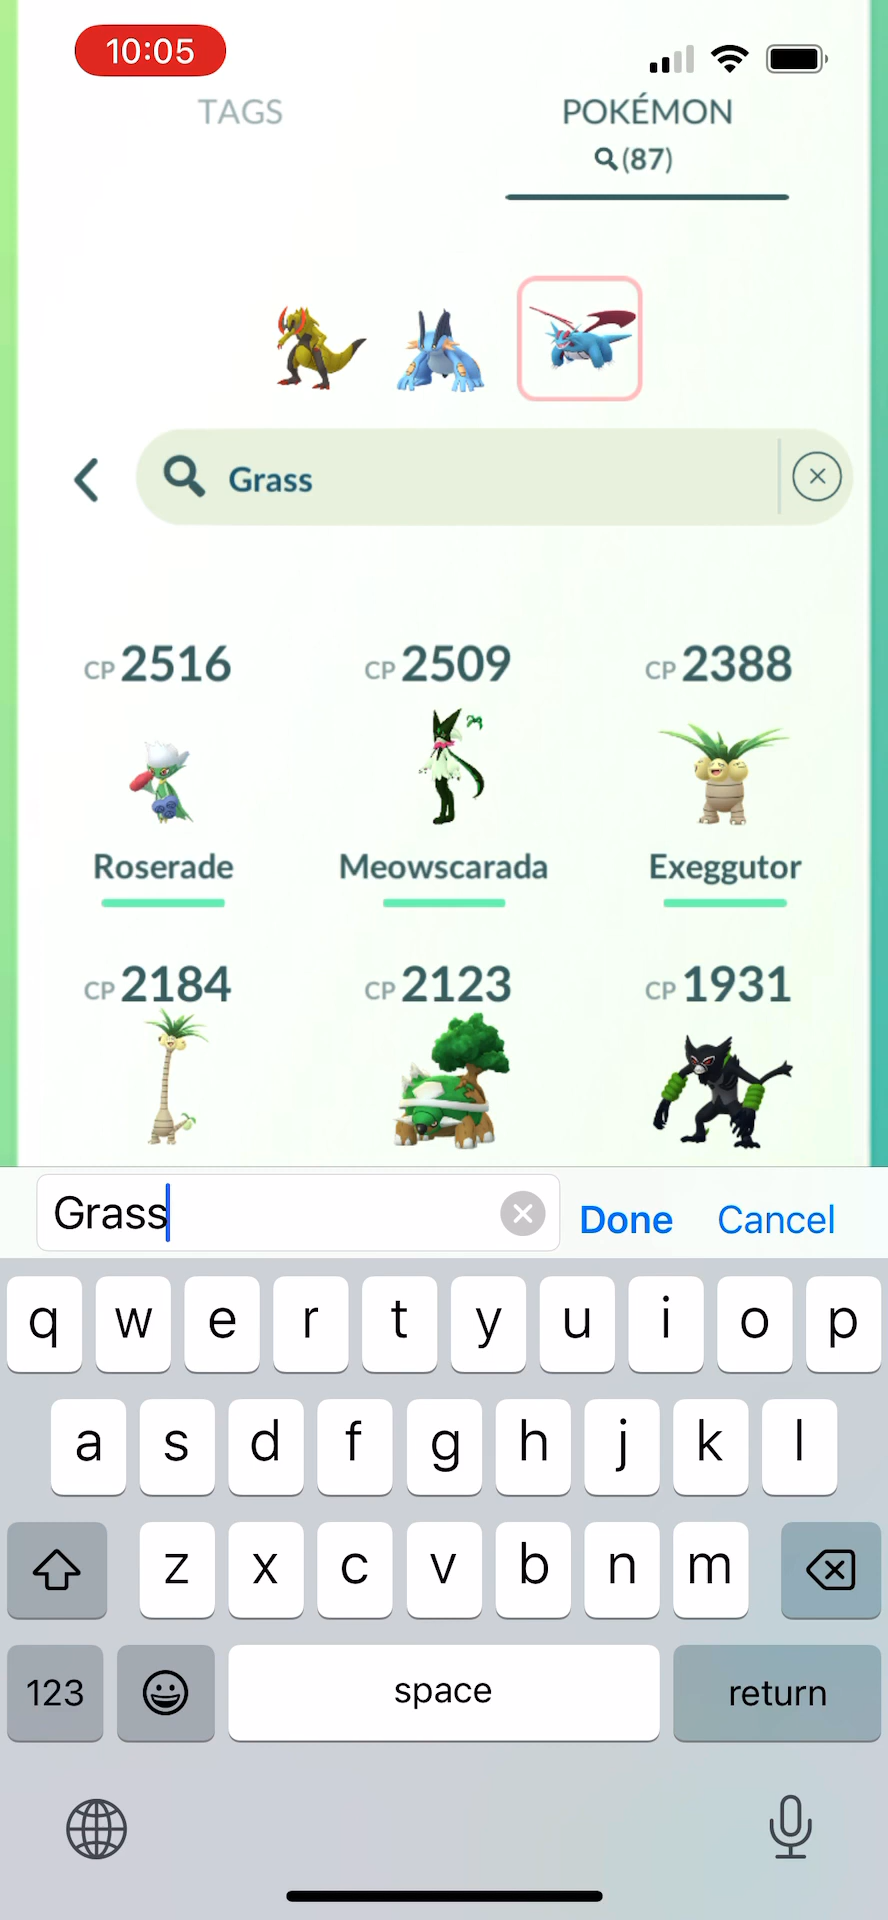 10:05
TAGS
POKÉMON
(87)
Grass
CP 2516
CP 2509
CP 2388
Roserade
Meowscarada
Exeggutor
CP 2184
CP 2123
CP 1931
Grass
Done
Cancel
q w e r t y u i o p
a s d f g h j k l
z x c v b n m
123
space
return